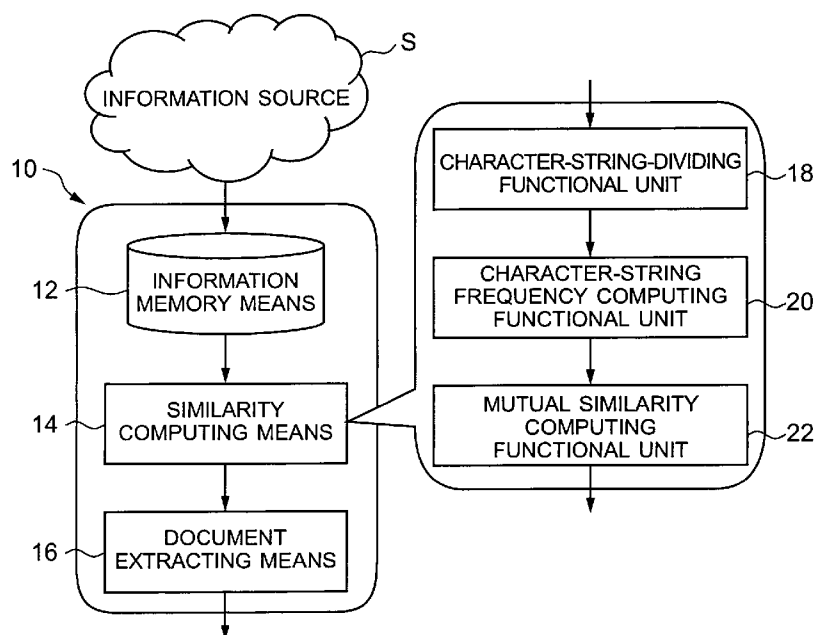 S
INFORMATION SOURCE
10
12
INFORMATION
MEMORY MEANS
14
SIMILARITY
COMPUTING MEANS
16
DOCUMENT
EXTRACTING MEANS
CHARACTER-STRING-DIVIDING
FUNCTIONAL UNIT
18
CHARACTER-STRING
FREQUENCY COMPUTING
FUNCTIONAL UNIT
20
MUTUAL SIMILARITY
COMPUTING
FUNCTIONAL UNIT
22